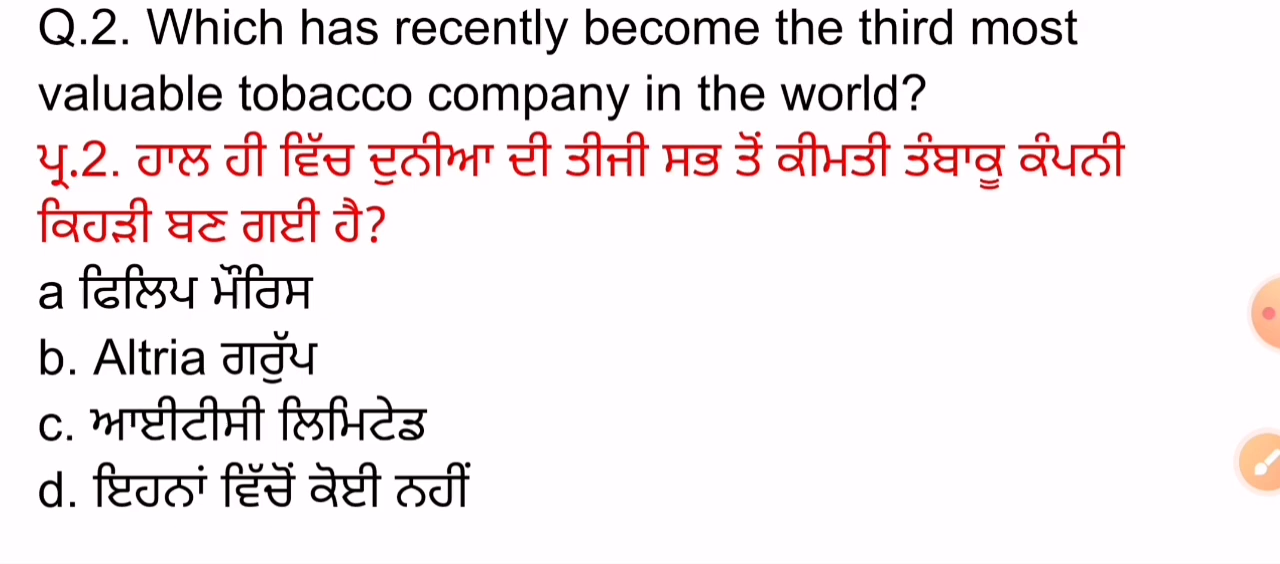 Q.2. Which has recently become the third most
valuable tobacco company in the world?
ਪ੍ਰ.2. ਹਾਲ ਹੀ ਵਿੱਚ ਦੁਨੀਆ ਦੀ ਤੀਜੀ ਸਭ ਤੋਂ ਕੀਮਤੀ ਤੰਬਾਕੂ ਕੰਪਨੀ
ਕਿਹੜੀ ਬਣ ਗਈ ਹੈ?
a ਫਿਲਿਪ ਮੌਰਿਸ
b. Altria ਗਰੁੱਪ
c. ਆਈਟੀਸੀ ਲਿਮਿਟੇਡ
d. ਇਹਨਾਂ ਵਿੱਚੋਂ ਕੋਈ ਨਹੀਂ